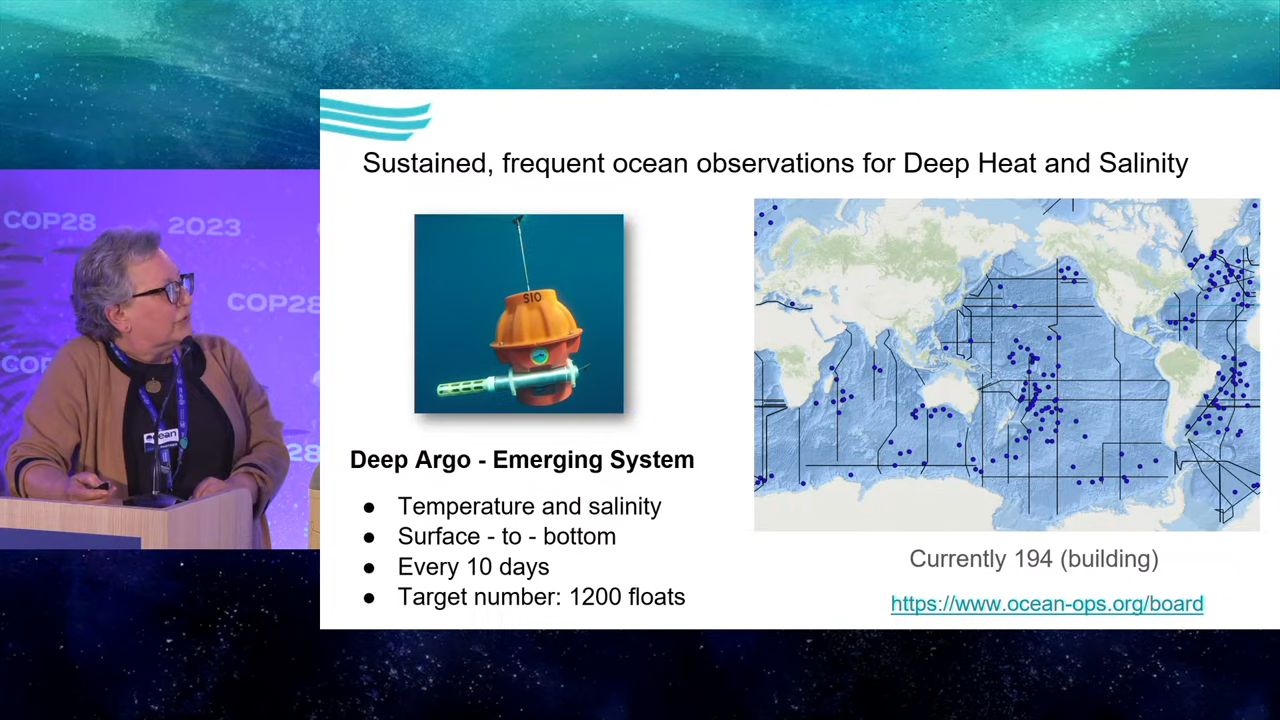 Sustained, frequent ocean observations for Deep Heat and Salinity
SIO
Deep Argo - Emerging System
● Temperature and salinity
● Surface - to - bottom
● Every 10 days
● Target number: 1200 floats
Currently 194 (building)
https://www.ocean-ops.org/board
COP28
2023
COP28